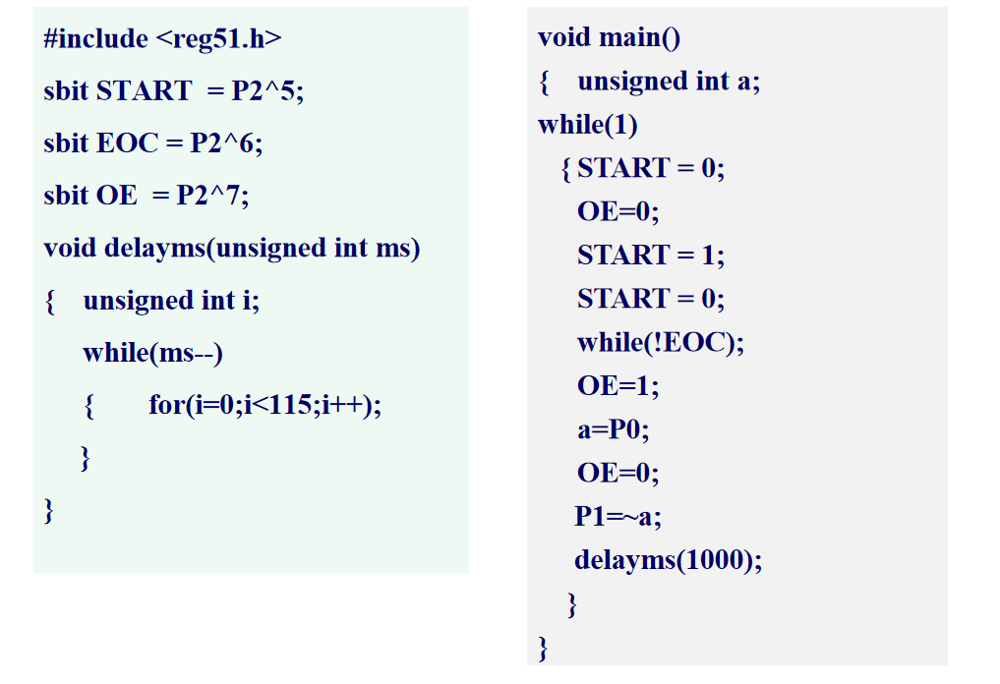 #include <reg51.h>
sbit START  = P2^5;
sbit EOC = P2^6;
sbit OE  = P2^7;
void delayms(unsigned int ms)
{   unsigned int i;
    while(ms--)
    {      for(i=0;i<115;i++);
    }
}
void main()
{   unsigned int a;
while(1)
  { START = 0;
    OE=0;
    START = 1;
    START = 0;
    while(!EOC);
    OE=1;
    a=P0;
    OE=0;
    P1=~a;
    delayms(1000);
   }
}